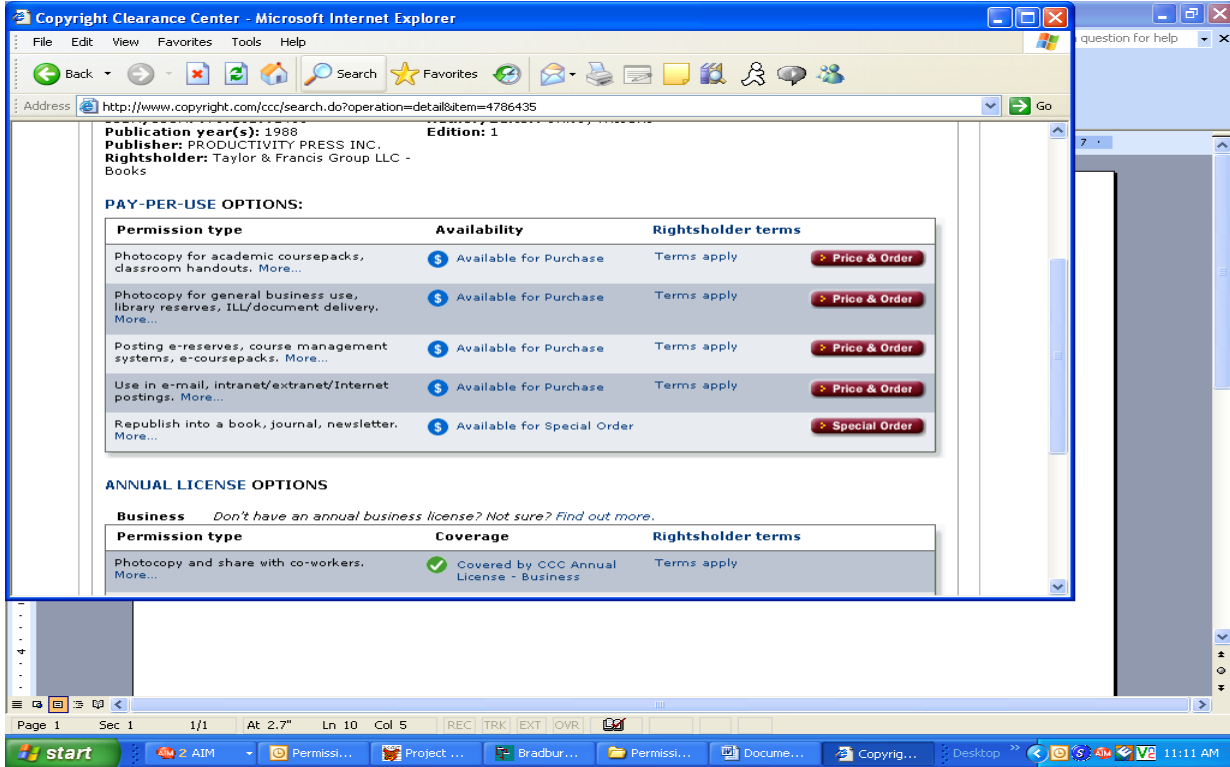 Copyright Clearance Center - Microsoft Internet Explorer
question for help
File Edit View Favorites Tools Help
Back Search Favorites
Address http://www.copyright.com/ccc/search.do?operation=detail&item=4786435 Go
Publication year(s): 1988 Edition: 1
Publisher: PRODUCTIVITY PRESS INC.
Rightsholder: Taylor & Francis Group LLC -
Books
7
PAY-PER-USE OPTIONS:
Permission type Availability Rightsholder terms
Photocopy for academic coursepacks,
classroom handouts. More...
$ Available for Purchase Terms apply Price & Order
Photocopy for general business use,
library reserves, ILL/document delivery.
More...
$ Available for Purchase Terms apply Price & Order
Posting e-reserves, course management
systems, e-coursepacks. More...
$ Available for Purchase Terms apply Price & Order
Use in e-mail, intranet/extranet/Internet
postings. More...
$ Available for Purchase Terms apply Price & Order
Republish into a book, journal, newsletter.
More...
$ Available for Special Order Special Order
ANNUAL LICENSE OPTIONS
Business Don't have an annual business license? Not sure? Find out more.
Permission type Coverage Rightsholder terms
Photocopy and share with co-workers.
More...
Covered by CCC Annual
License - Business
Terms apply
4
Page 1 Sec 1 1/1 At 2.7" Ln 10 Col 5 REC TRK EXT OVR
start 2 AIM Permissi... Project ... Bradbur... Permissi... Docume... Copyrig... Desktop » 11:11 AM